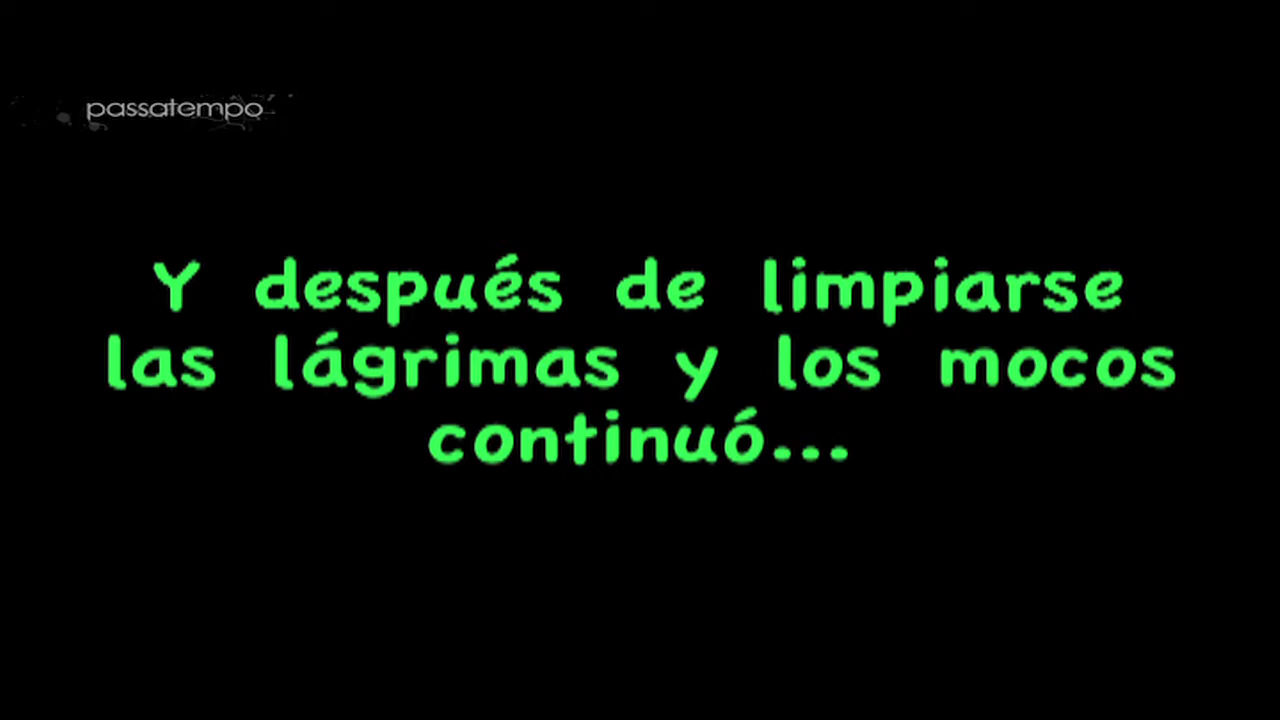 passatempo
Y después de limpiarse
las lágrimas y los mocos
continuó...